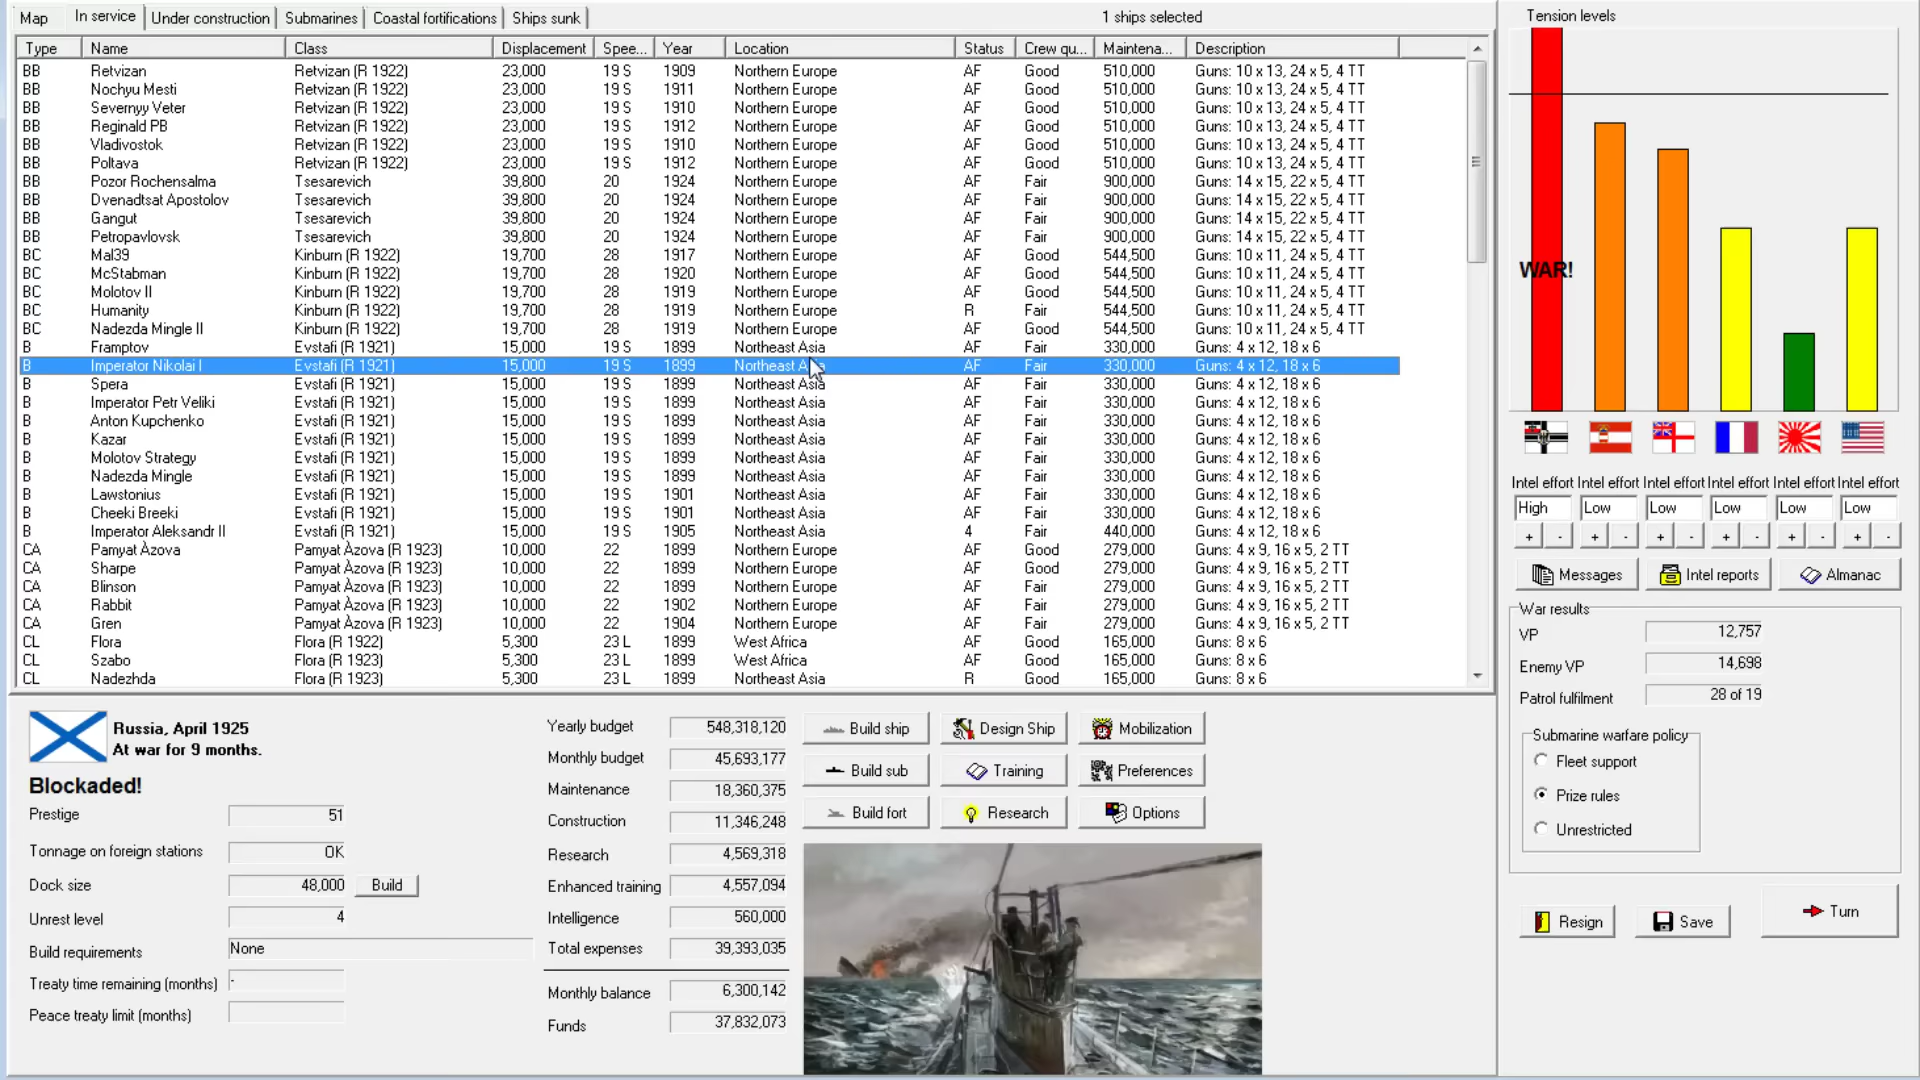 Map In service Under construction Submarines Coastal fortifications Ships sunk 1 ships selected
Type Name Class Displacement Spee... Year Location Status Crew qu... Maintena... Description
BB Retvizan Retvizan (R 1922) 23,000 19 S 1909 Northern Europe AF Good 510,000 Guns: 10 x 13, 24 x 5, 4 TT
BB Nochyu Mesti Retvizan (R 1922) 23,000 19 S 1911 Northern Europe AF Good 510,000 Guns: 10 x 13, 24 x 5, 4 TT
BB Severnyy Veter Retvizan (R 1922) 23,000 19 S 1910 Northern Europe AF Good 510,000 Guns: 10 x 13, 24 x 5, 4 TT
BB Reginald PB Retvizan (R 1922) 23,000 19 S 1912 Northern Europe AF Good 510,000 Guns: 10 x 13, 24 x 5, 4 TT
BB Vladivostok Retvizan (R 1922) 23,000 19 S 1910 Northern Europe AF Good 510,000 Guns: 10 x 13, 24 x 5, 4 TT
BB Poltava Retvizan (R 1922) 23,000 19 S 1912 Northern Europe AF Good 510,000 Guns: 10 x 13, 24 x 5, 4 TT
BB Pozor Rochensalma Tsesarevich 39,800 20 1924 Northern Europe AF Fair 900,000 Guns: 14 x 15, 22 x 5, 4 TT
BB Dvenadtsat Apostolov Tsesarevich 39,800 20 1924 Northern Europe AF Fair 900,000 Guns: 14 x 15, 22 x 5, 4 TT
BB Gangut Tsesarevich 39,800 20 1924 Northern Europe AF Fair 900,000 Guns: 14 x 15, 22 x 5, 4 TT
BB Petropavlovsk Tsesarevich 39,800 20 1924 Northern Europe AF Fair 900,000 Guns: 14 x 15, 22 x 5, 4 TT
BC Mal39 Kinburn (R 1922) 19,700 28 1917 Northern Europe AF Good 544,500 Guns: 10 x 11, 24 x 5, 4 TT
BC McStabman Kinburn (R 1922) 19,700 28 1920 Northern Europe AF Good 544,500 Guns: 10 x 11, 24 x 5, 4 TT
BC Molotov II Kinburn (R 1922) 19,700 28 1919 Northern Europe AF Good 544,500 Guns: 10 x 11, 24 x 5, 4 TT
BC Humanity Kinburn (R 1922) 19,700 28 1919 Northern Europe R Fair 544,500 Guns: 10 x 11, 24 x 5, 4 TT
BC Nadezda Mingle II Kinburn (R 1922) 19,700 28 1919 Northern Europe AF Good 544,500 Guns: 10 x 11, 24 x 5, 4 TT
B Framptov Evstafi (R 1921) 15,000 19 S 1899 Northeast Asia AF Fair 330,000 Guns: 4 x 12, 18 x 6
B Imperator Nikolai I Evstafi (R 1921) 15,000 19 S 1899 Northeast Asia AF Fair 330,000 Guns: 4 x 12, 18 x 6
B Spera Evstafi (R 1921) 15,000 19 S 1899 Northeast Asia AF Fair 330,000 Guns: 4 x 12, 18 x 6
B Imperator Petr Veliki Evstafi (R 1921) 15,000 19 S 1899 Northeast Asia AF Fair 330,000 Guns: 4 x 12, 18 x 6
B Anton Kupchenko Evstafi (R 1921) 15,000 19 S 1899 Northeast Asia AF Fair 330,000 Guns: 4 x 12, 18 x 6
B Kazar Evstafi (R 1921) 15,000 19 S 1899 Northeast Asia AF Fair 330,000 Guns: 4 x 12, 18 x 6
B Molotov Strategy Evstafi (R 1921) 15,000 19 S 1899 Northeast Asia AF Fair 330,000 Guns: 4 x 12, 18 x 6
B Nadezda Mingle Evstafi (R 1921) 15,000 19 S 1899 Northeast Asia AF Fair 330,000 Guns: 4 x 12, 18 x 6
B Lawstonius Evstafi (R 1921) 15,000 19 S 1901 Northeast Asia AF Fair 330,000 Guns: 4 x 12, 18 x 6
B Cheeki Breeki Evstafi (R 1921) 15,000 19 S 1901 Northeast Asia AF Fair 330,000 Guns: 4 x 12, 18 x 6
B Imperator Aleksandr II Evstafi (R 1921) 15,000 19 S 1905 Northeast Asia 4 Fair 440,000 Guns: 4 x 12, 18 x 6
CA Pamyat Àzova Pamyat Àzova (R 1923) 10,000 22 1899 Northern Europe AF Good 279,000 Guns: 4 x 9, 16 x 5, 2 TT
CA Sharpe Pamyat Àzova (R 1923) 10,000 22 1899 Northern Europe AF Good 279,000 Guns: 4 x 9, 16 x 5, 2 TT
CA Blinson Pamyat Àzova (R 1923) 10,000 22 1899 Northern Europe AF Fair 279,000 Guns: 4 x 9, 16 x 5, 2 TT
CA Rabbit Pamyat Àzova (R 1923) 10,000 22 1902 Northern Europe AF Fair 279,000 Guns: 4 x 9, 16 x 5, 2 TT
CA Gren Pamyat Àzova (R 1923) 10,000 22 1904 Northern Europe AF Fair 279,000 Guns: 4 x 9, 16 x 5, 2 TT
CL Flora Flora (R 1922) 5,300 23 L 1899 West Africa AF Good 165,000 Guns: 8 x 6
CL Szabo Flora (R 1923) 5,300 23 L 1899 West Africa AF Good 165,000 Guns: 8 x 6
CL Nadezhda Flora (R 1923) 5,300 23 L 1899 Northeast Asia R Good 165,000 Guns: 8 x 6
Russia, April 1925
At war for 9 months.
Blockaded!
Prestige 51
Tonnage on foreign stations OK
Dock size 48,000 Build
Unrest level 4
Build requirements None
Treaty time remaining (months) -
Peace treaty limit (months)
Yearly budget 548,318,120
Monthly budget 45,693,177
Maintenance 18,360,375
Construction 11,346,248
Research 4,569,318
Enhanced training 4,557,094
Intelligence 560,000
Total expenses 39,393,035
Monthly balance 6,300,142
Funds 37,832,073
Build ship Design Ship Mobilization
Build sub Training Preferences
Build fort Research Options
Tension levels
WAR!
Intel effort Intel effort Intel effort Intel effort Intel effort Intel effort
High Low Low Low Low Low
+ - + - + - + - + - + -
Messages Intel reports Almanac
War results
VP 12,757
Enemy VP 14,698
Patrol fulfilment 28 of 19
Submarine warfare policy
Fleet support
Prize rules
Unrestricted
Resign Save Turn